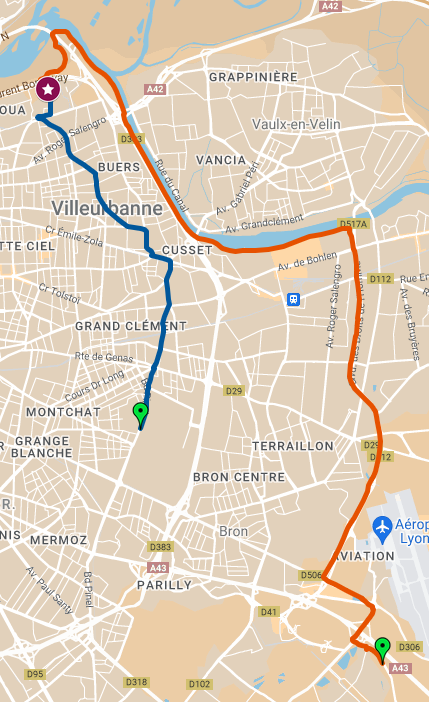 A42
GRAPPINIÈRE
A42
OUA
Av. Roger Salengro
D383
Vaulx-en-Velin
BUERS
Rue du Canal
VANCIA
Av. Gabriel Péri
Villeurbanne
Av. Grandclément
D517A
Cr Émile-Zola
TTE CIEL
CUSSET
Av. de Bohlen
D112
Rue En
Cr Tolstoï
Av. Roger Salengro
Av. des Bruyères
GRAND CLÉMENT
Rte de Genas
Cours Dr Long
D29
MONTCHAT
GRANGE
BLANCHE
TERRAILLON
D29
D112
BRON CENTRE
R.
NIS
Bron
Aérop
Lyon
MERMOZ
D383
AVIATION
A43
D506
Av. Paul Santy
Bd Pinel
PARILLY
D41
D306
D95
D318
D102
A43